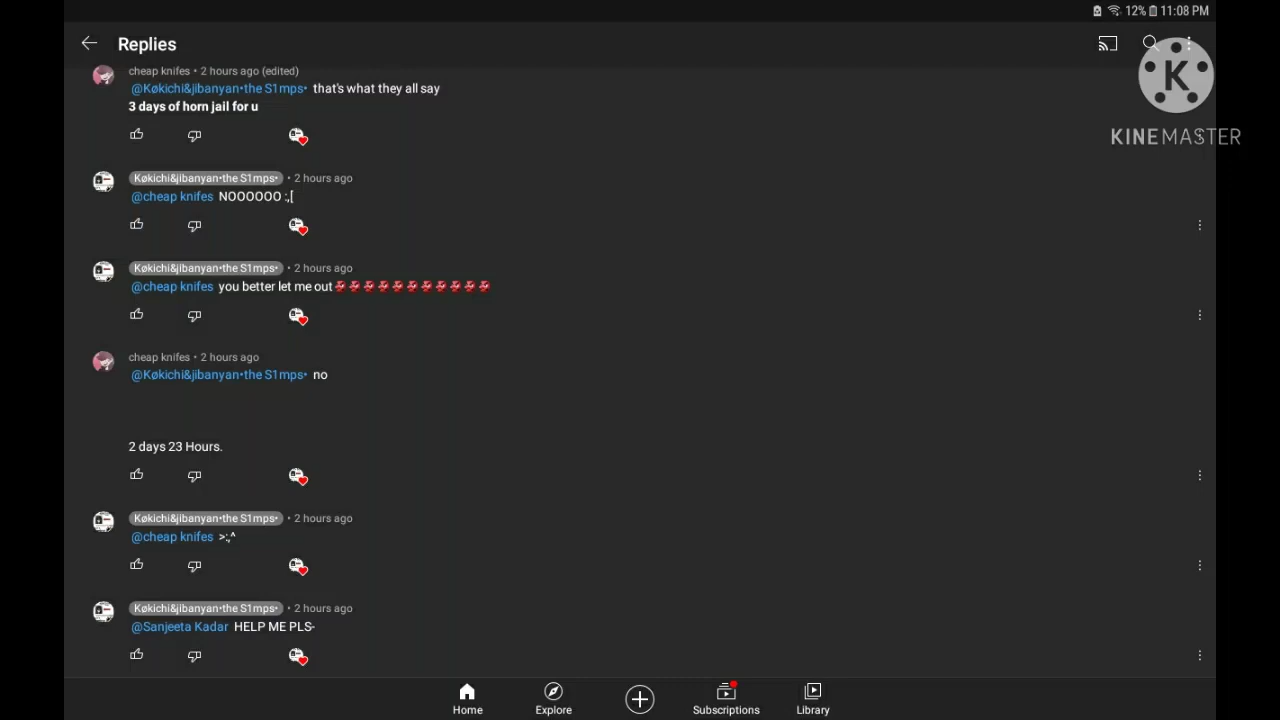 12% 11:08 PM
Replies
K
KINEMASTER
cheap knifes • 2 hours ago (edited)
@Køkichi&jibanyan•the S1mps• that's what they all say
3 days of horn jail for u
Køkichi&jibanyan•the S1mps• • 2 hours ago
@cheap knifes NOOOOOO :,[
Køkichi&jibanyan•the S1mps• • 2 hours ago
@cheap knifes you better let me out👺👺👺👺👺👺👺👺👺👺👺
cheap knifes • 2 hours ago
@Køkichi&jibanyan•the S1mps• no
2 days 23 Hours.
Køkichi&jibanyan•the S1mps• • 2 hours ago
@cheap knifes >:,^
Køkichi&jibanyan•the S1mps• • 2 hours ago
@Sanjeeta Kadar HELP ME PLS-
Home
Explore
Subscriptions
Library